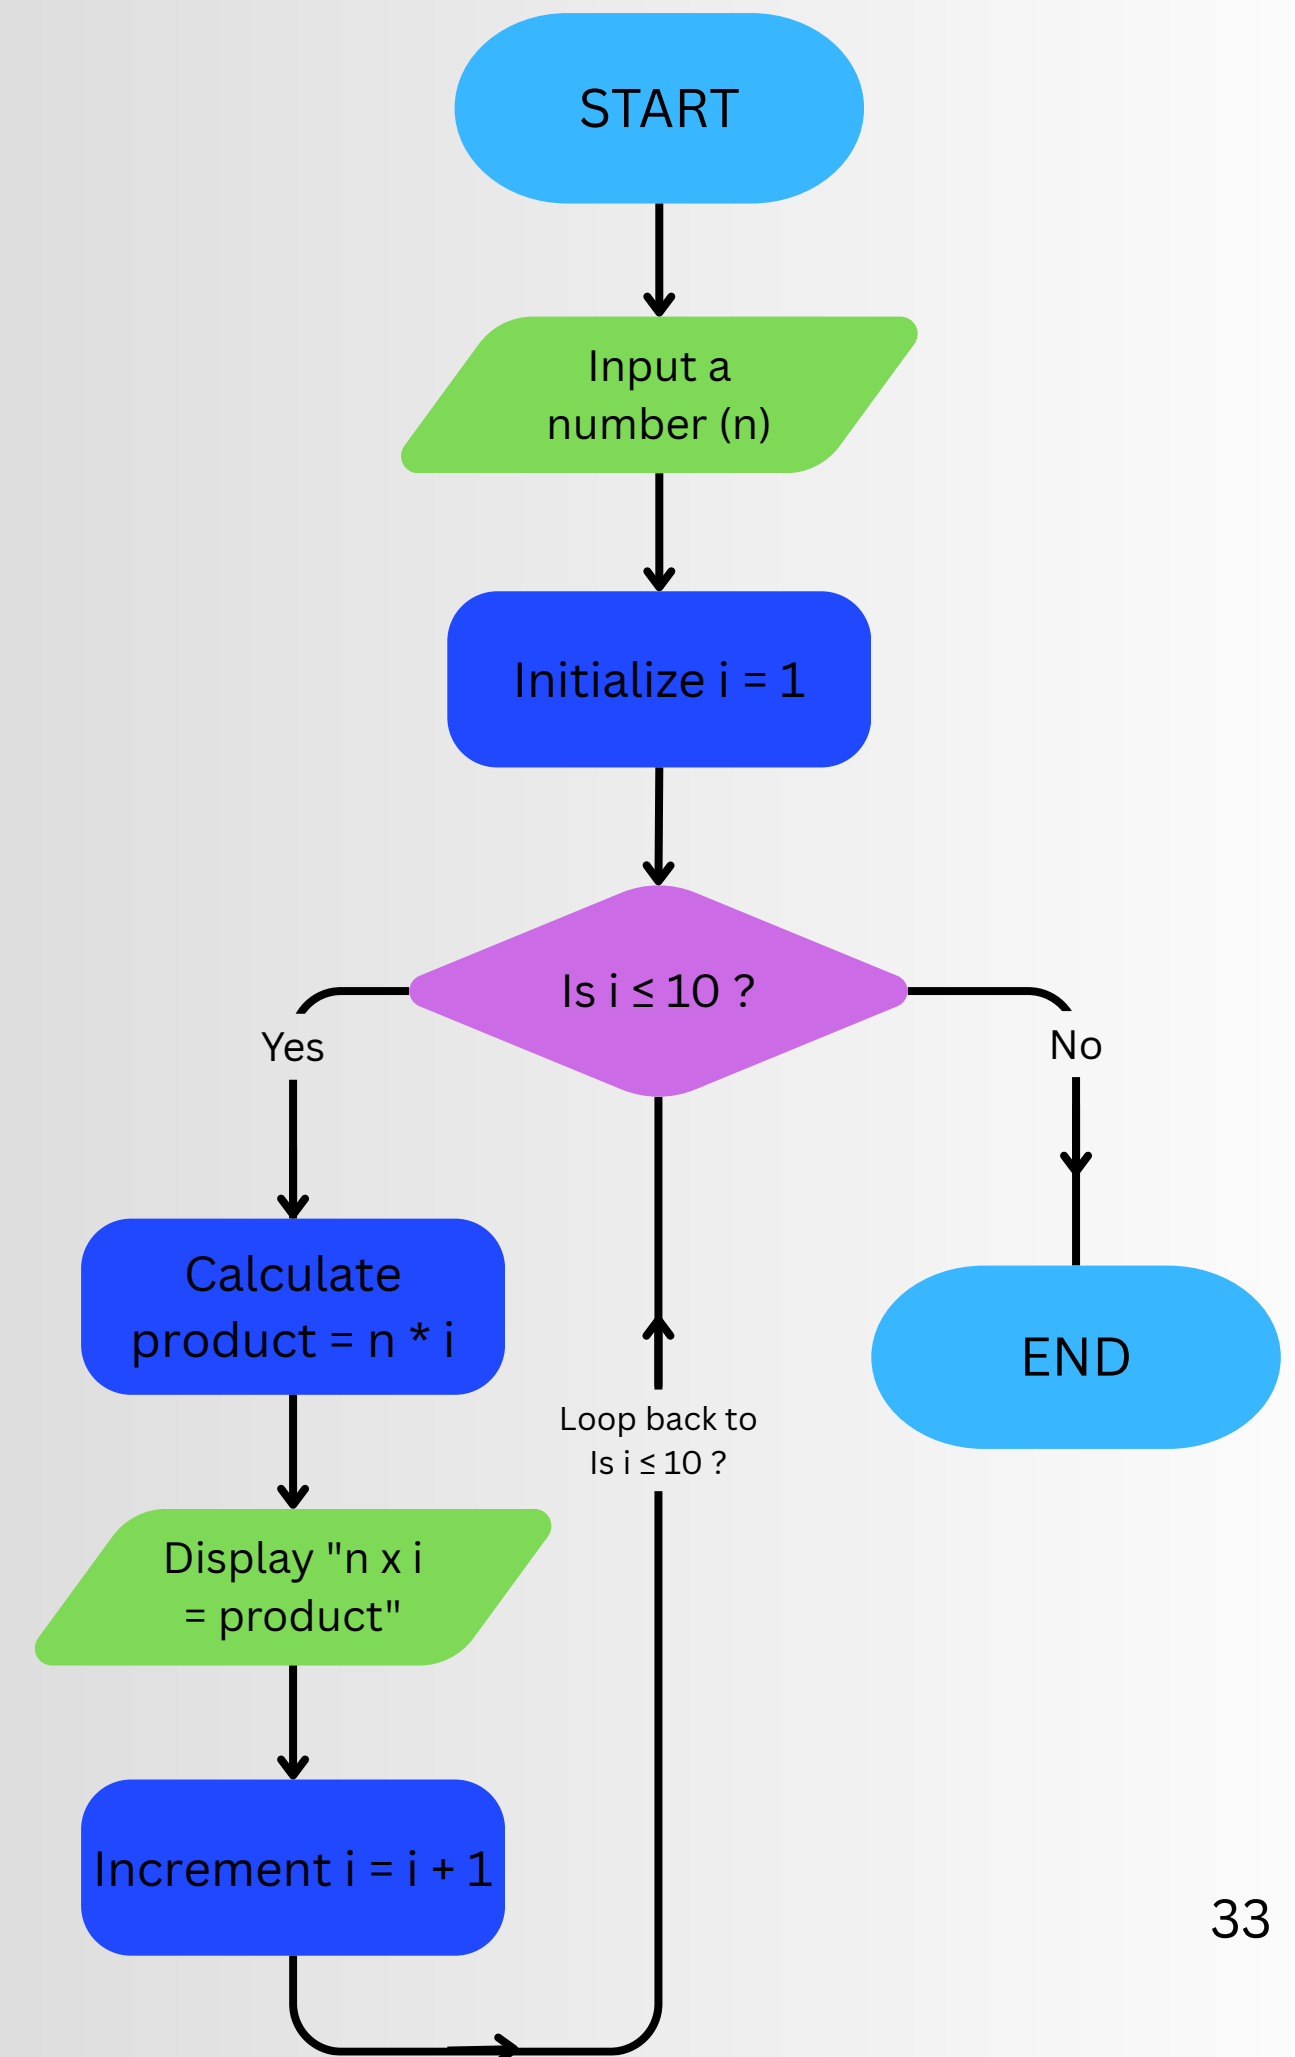 START
Input a
number (n)
Initialize i = 1
Is i ≤ 10 ?
Yes
No
Calculate
product = n * i
END
Loop back to
Is i ≤ 10 ?
Display "n x i
= product"
Increment i = i + 1
33